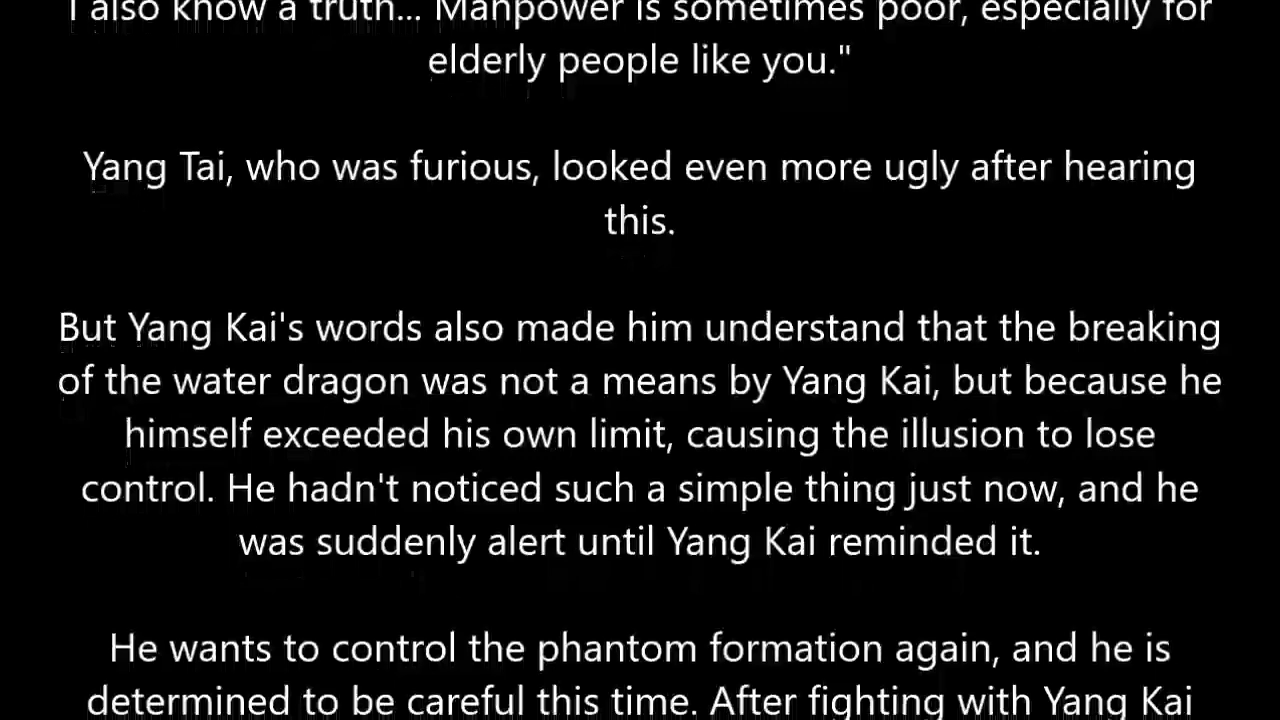 I also know a truth... Manpower is sometimes poor, especially for
elderly people like you."
Yang Tai, who was furious, looked even more ugly after hearing
this.
But Yang Kai's words also made him understand that the breaking
of the water dragon was not a means by Yang Kai, but because he
himself exceeded his own limit, causing the illusion to lose
control. He hadn't noticed such a simple thing just now, and he
was suddenly alert until Yang Kai reminded it.
He wants to control the phantom formation again, and he is
determined to be careful this time. After fighting with Yang Kai